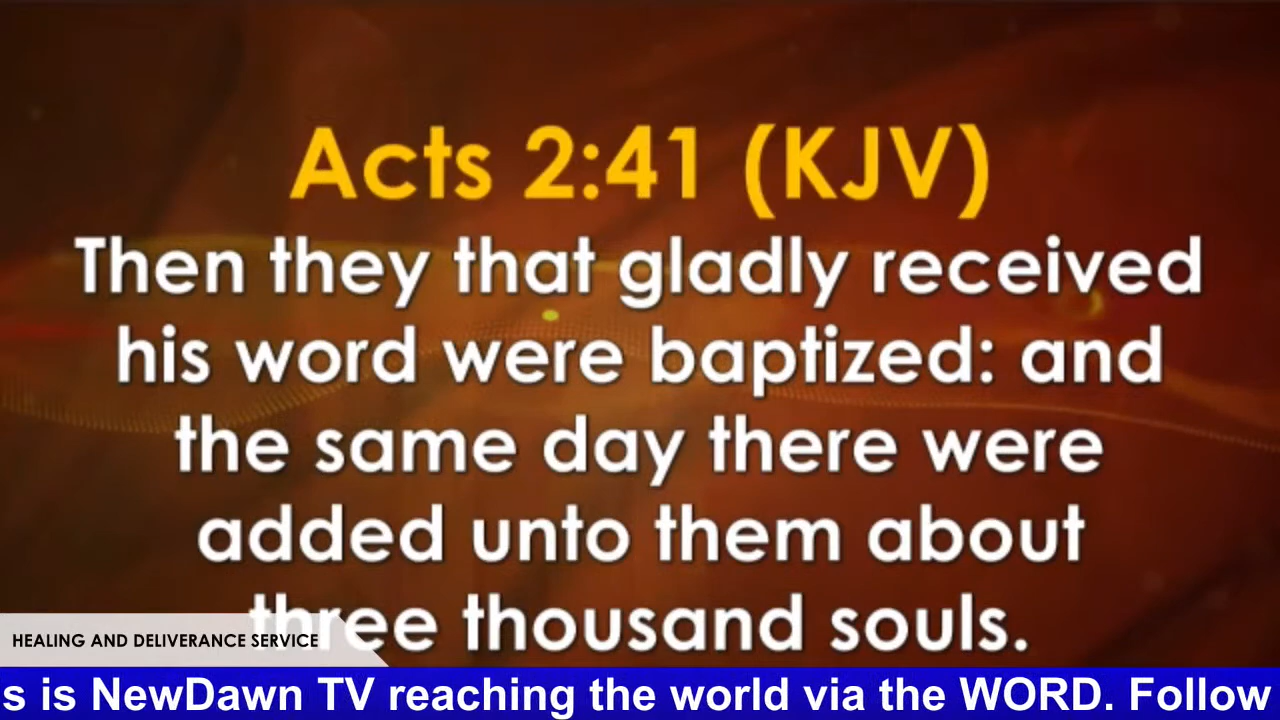 Acts 2:41 (KJV)
Then they that gladly received
his word were baptized: and
the same day there were
added unto them about
three thousand souls.
HEALING AND DELIVERANCE SERVICE
s is NewDawn TV reaching the world via the WORD. Follow